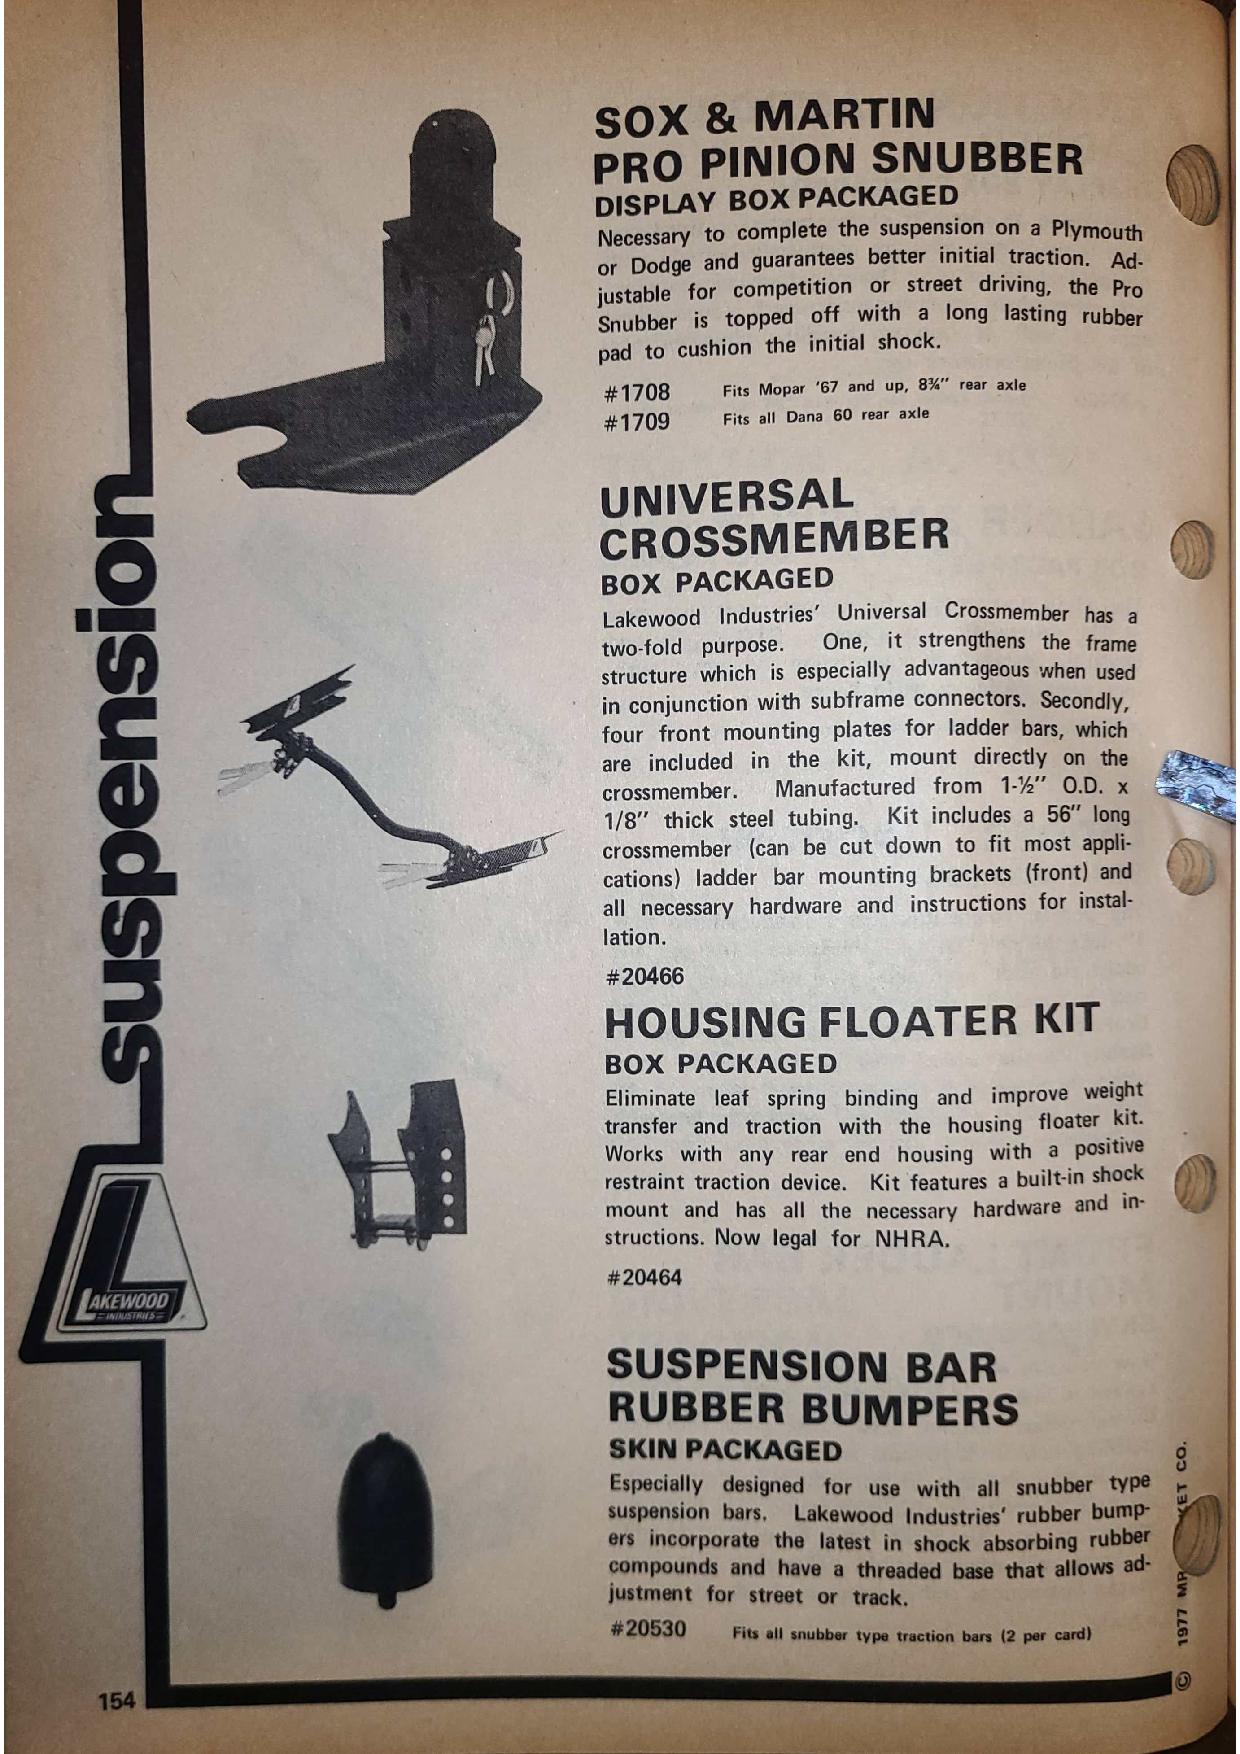 suspension
LAKEWOOD
INDUSTRIES
SOX & MARTIN
PRO PINION SNUBBER
DISPLAY BOX PACKAGED
Necessary to complete the suspension on a Plymouth
or Dodge and guarantees better initial traction. Ad-
justable for competition or street driving, the Pro
Snubber is topped off with a long lasting rubber
pad to cushion the initial shock.
#1708 Fits Mopar '67 and up, 8¾" rear axle
#1709 Fits all Dana 60 rear axle
UNIVERSAL
CROSSMEMBER
BOX PACKAGED
Lakewood Industries' Universal Crossmember has a
two-fold purpose. One, it strengthens the frame
structure which is especially advantageous when used
in conjunction with subframe connectors. Secondly,
four front mounting plates for ladder bars, which
are included in the kit, mount directly on the
crossmember. Manufactured from 1-½" O.D. x
1/8" thick steel tubing. Kit includes a 56" long
crossmember (can be cut down to fit most appli-
cations) ladder bar mounting brackets (front) and
all necessary hardware and instructions for instal-
lation.
#20466
HOUSING FLOATER KIT
BOX PACKAGED
Eliminate leaf spring binding and improve weight
transfer and traction with the housing floater kit.
Works with any rear end housing with a positive
restraint traction device. Kit features a built-in shock
mount and has all the necessary hardware and in-
structions. Now legal for NHRA.
#20464
SUSPENSION BAR
RUBBER BUMPERS
SKIN PACKAGED
Especially designed for use with all snubber type
suspension bars. Lakewood Industries' rubber bump-
ers incorporate the latest in shock absorbing rubber
compounds and have a threaded base that allows ad-
justment for street or track.
#20530 Fits all snubber type traction bars (2 per card)
© 1977 CO.
154